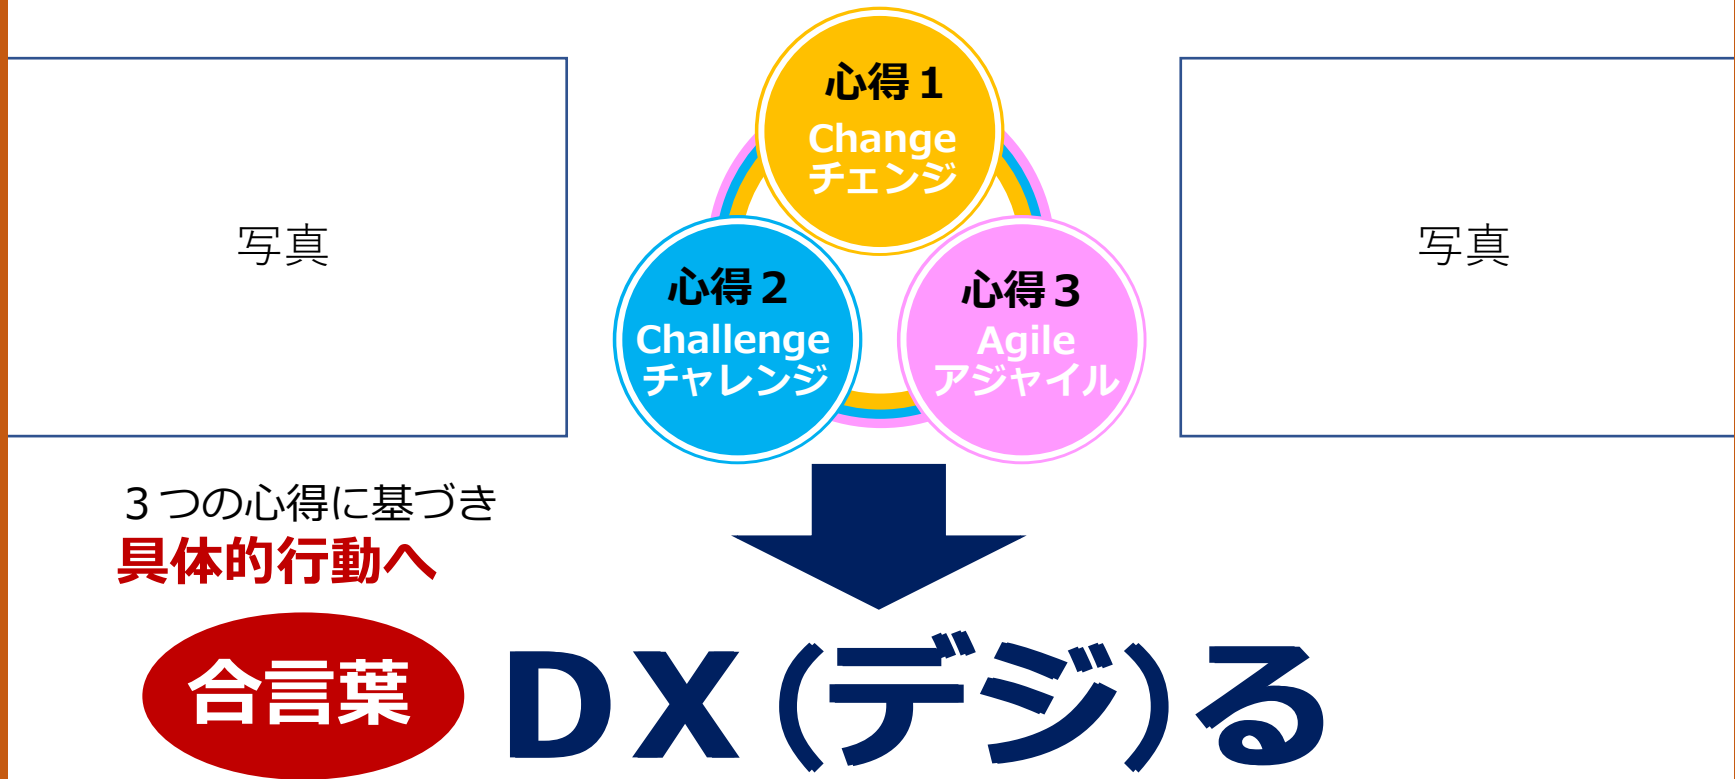 心得１
Change
チェンジ
写真
写真
心得２
Challenge
チャレンジ
心得３
Agile
アジャイル
３つの心得に基づき
具体的行動へ
合言葉
ＤＸ（デジ）る